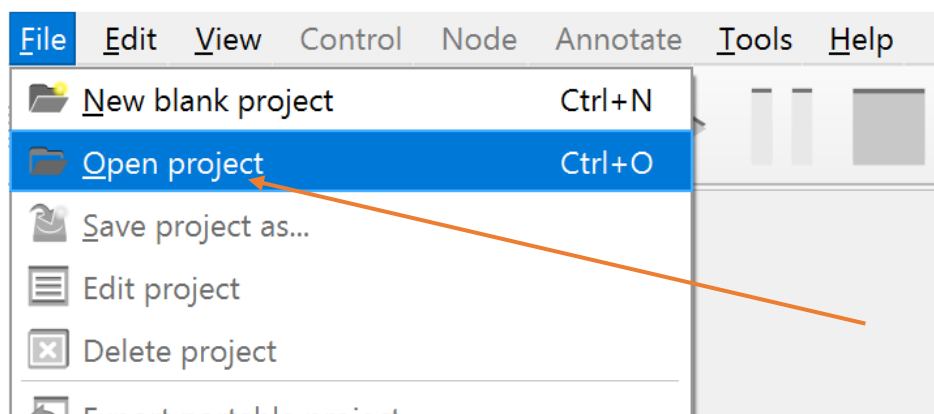 File Edit View Control Node Annotate Tools Help
New blank project Ctrl+N
Open project Ctrl+O
Save project as...
Edit project
Delete project